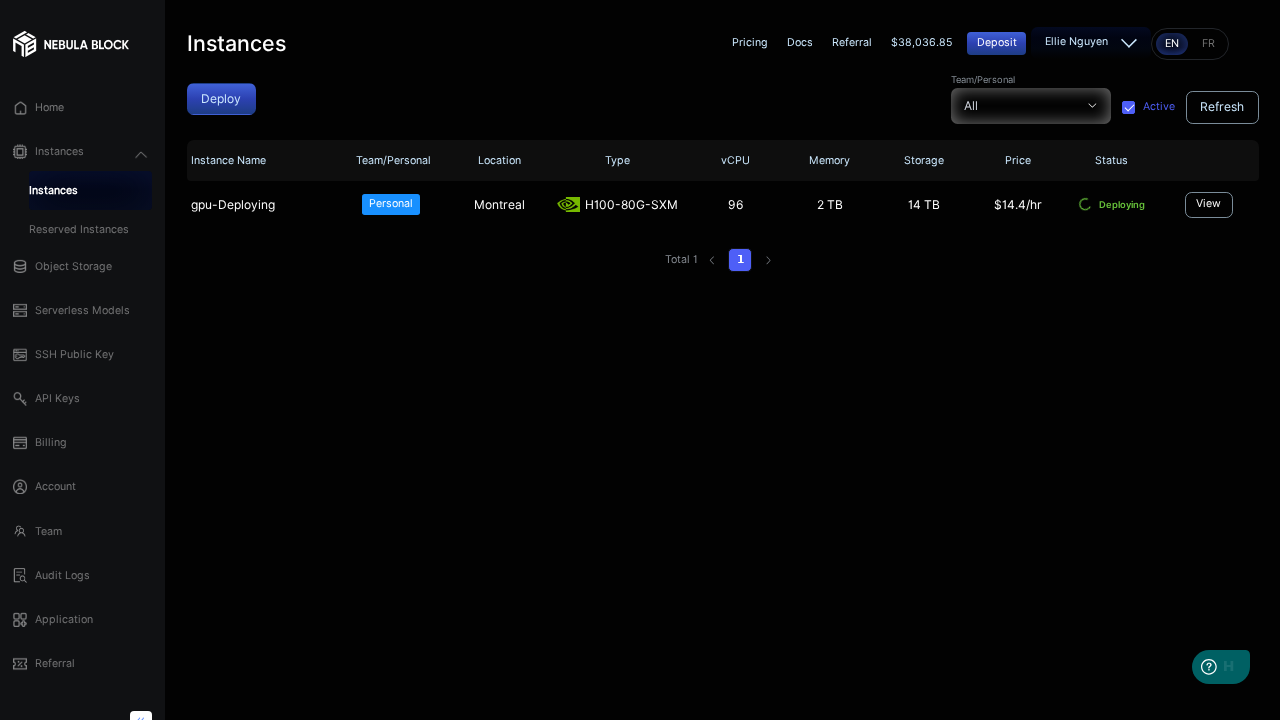 NEBULA BLOCK
Home
Instances
Instances
Reserved Instances
Object Storage
Serverless Models
SSH Public Key
API Keys
Billing
Account
Team
Audit Logs
Application
Referral
Instances
Pricing Docs Referral $38,036.85 Deposit Ellie Nguyen EN FR
Deploy
Team/Personal
All
Active
Refresh
Instance Name Team/Personal Location Type vCPU Memory Storage Price Status
gpu-Deploying Personal Montreal H100-80G-SXM 96 2 TB 14 TB $14.4/hr Deploying View
Total 1 1
H